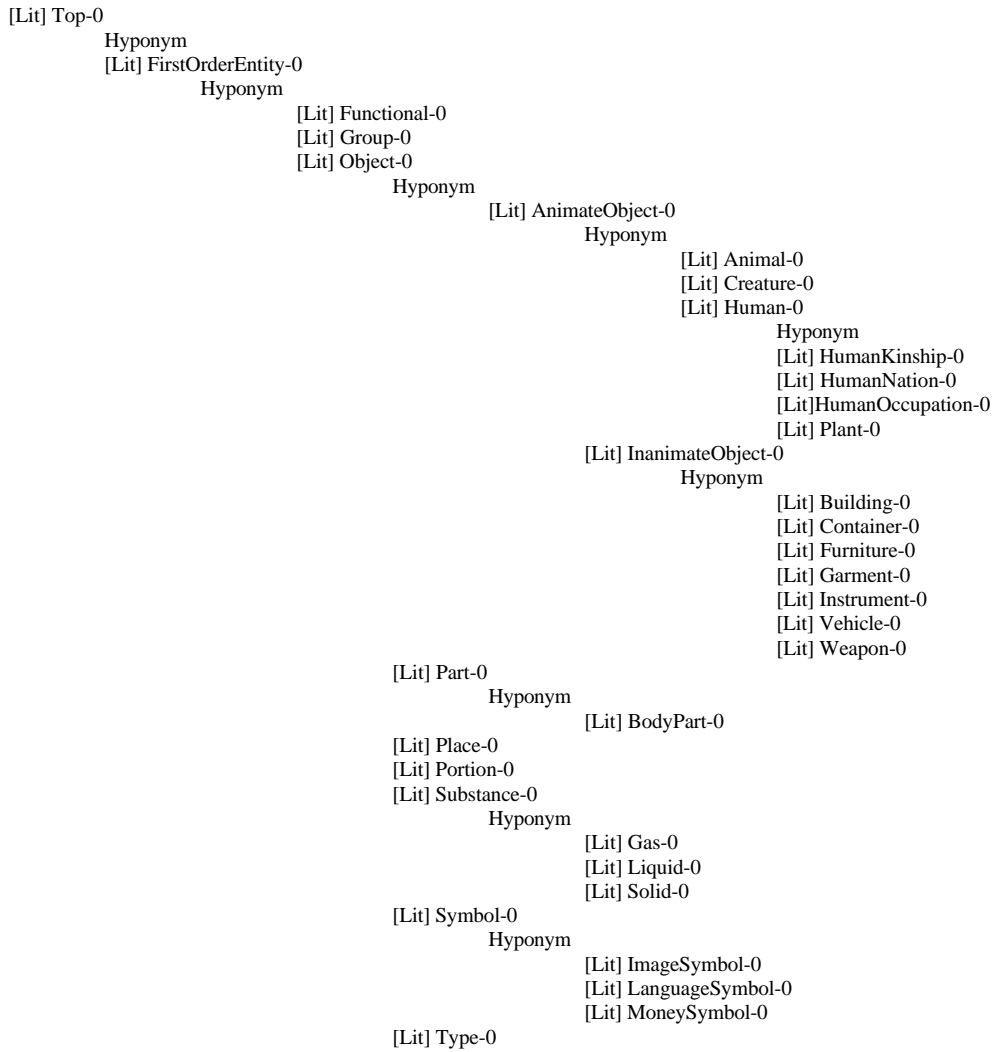 [Lit] Top-0
Hyponym
[Lit] FirstOrderEntity-0
Hyponym
[Lit] Functional-0
[Lit] Group-0
[Lit] Object-0
Hyponym
[Lit] AnimateObject-0
Hyponym
[Lit] Animal-0
[Lit] Creature-0
[Lit] Human-0
Hyponym
[Lit] HumanKinship-0
[Lit] HumanNation-0
[Lit]HumanOccupation-0
[Lit] Plant-0
[Lit] InanimateObject-0
Hyponym
[Lit] Building-0
[Lit] Container-0
[Lit] Furniture-0
[Lit] Garment-0
[Lit] Instrument-0
[Lit] Vehicle-0
[Lit] Weapon-0
[Lit] Part-0
Hyponym
[Lit] BodyPart-0
[Lit] Place-0
[Lit] Portion-0
[Lit] Substance-0
Hyponym
[Lit] Gas-0
[Lit] Liquid-0
[Lit] Solid-0
[Lit] Symbol-0
Hyponym
[Lit] ImageSymbol-0
[Lit] LanguageSymbol-0
[Lit] MoneySymbol-0
[Lit] Type-0